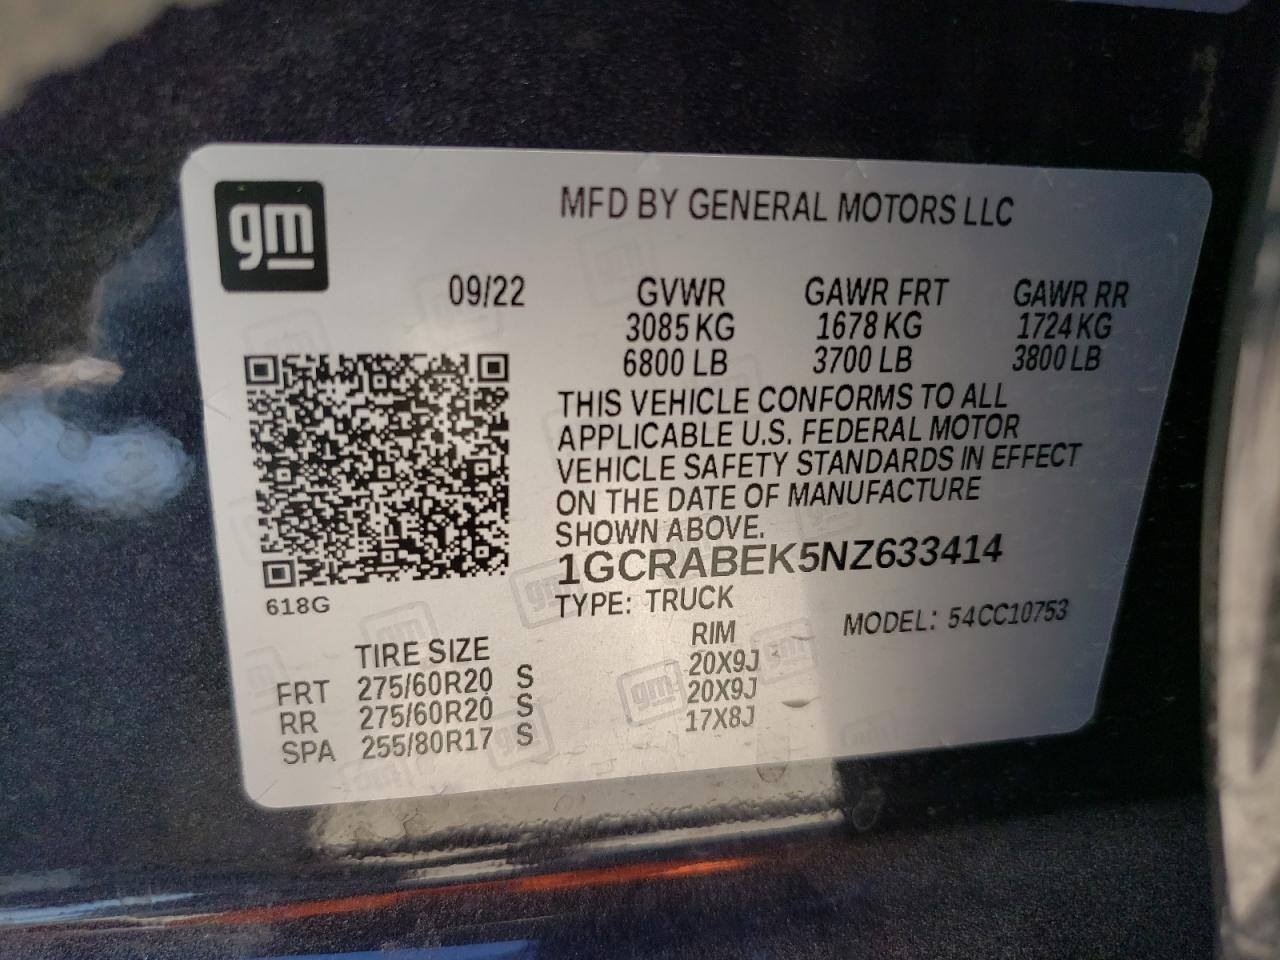 gm
MFD BY GENERAL MOTORS LLC
09/22 GVWR GAWR FRT GAWR RR
3085 KG 1678 KG 1724 KG
6800 LB 3700 LB 3800 LB
THIS VEHICLE CONFORMS TO ALL
APPLICABLE U.S. FEDERAL MOTOR
VEHICLE SAFETY STANDARDS IN EFFECT
ON THE DATE OF MANUFACTURE
SHOWN ABOVE.
1GCRABEK5NZ633414
618G
TYPE: TRUCK MODEL: 54CC10753
TIRE SIZE RIM
FRT 275/60R20 S 20X9J
RR 275/60R20 S 20X9J
SPA 255/80R17 S 17X8J